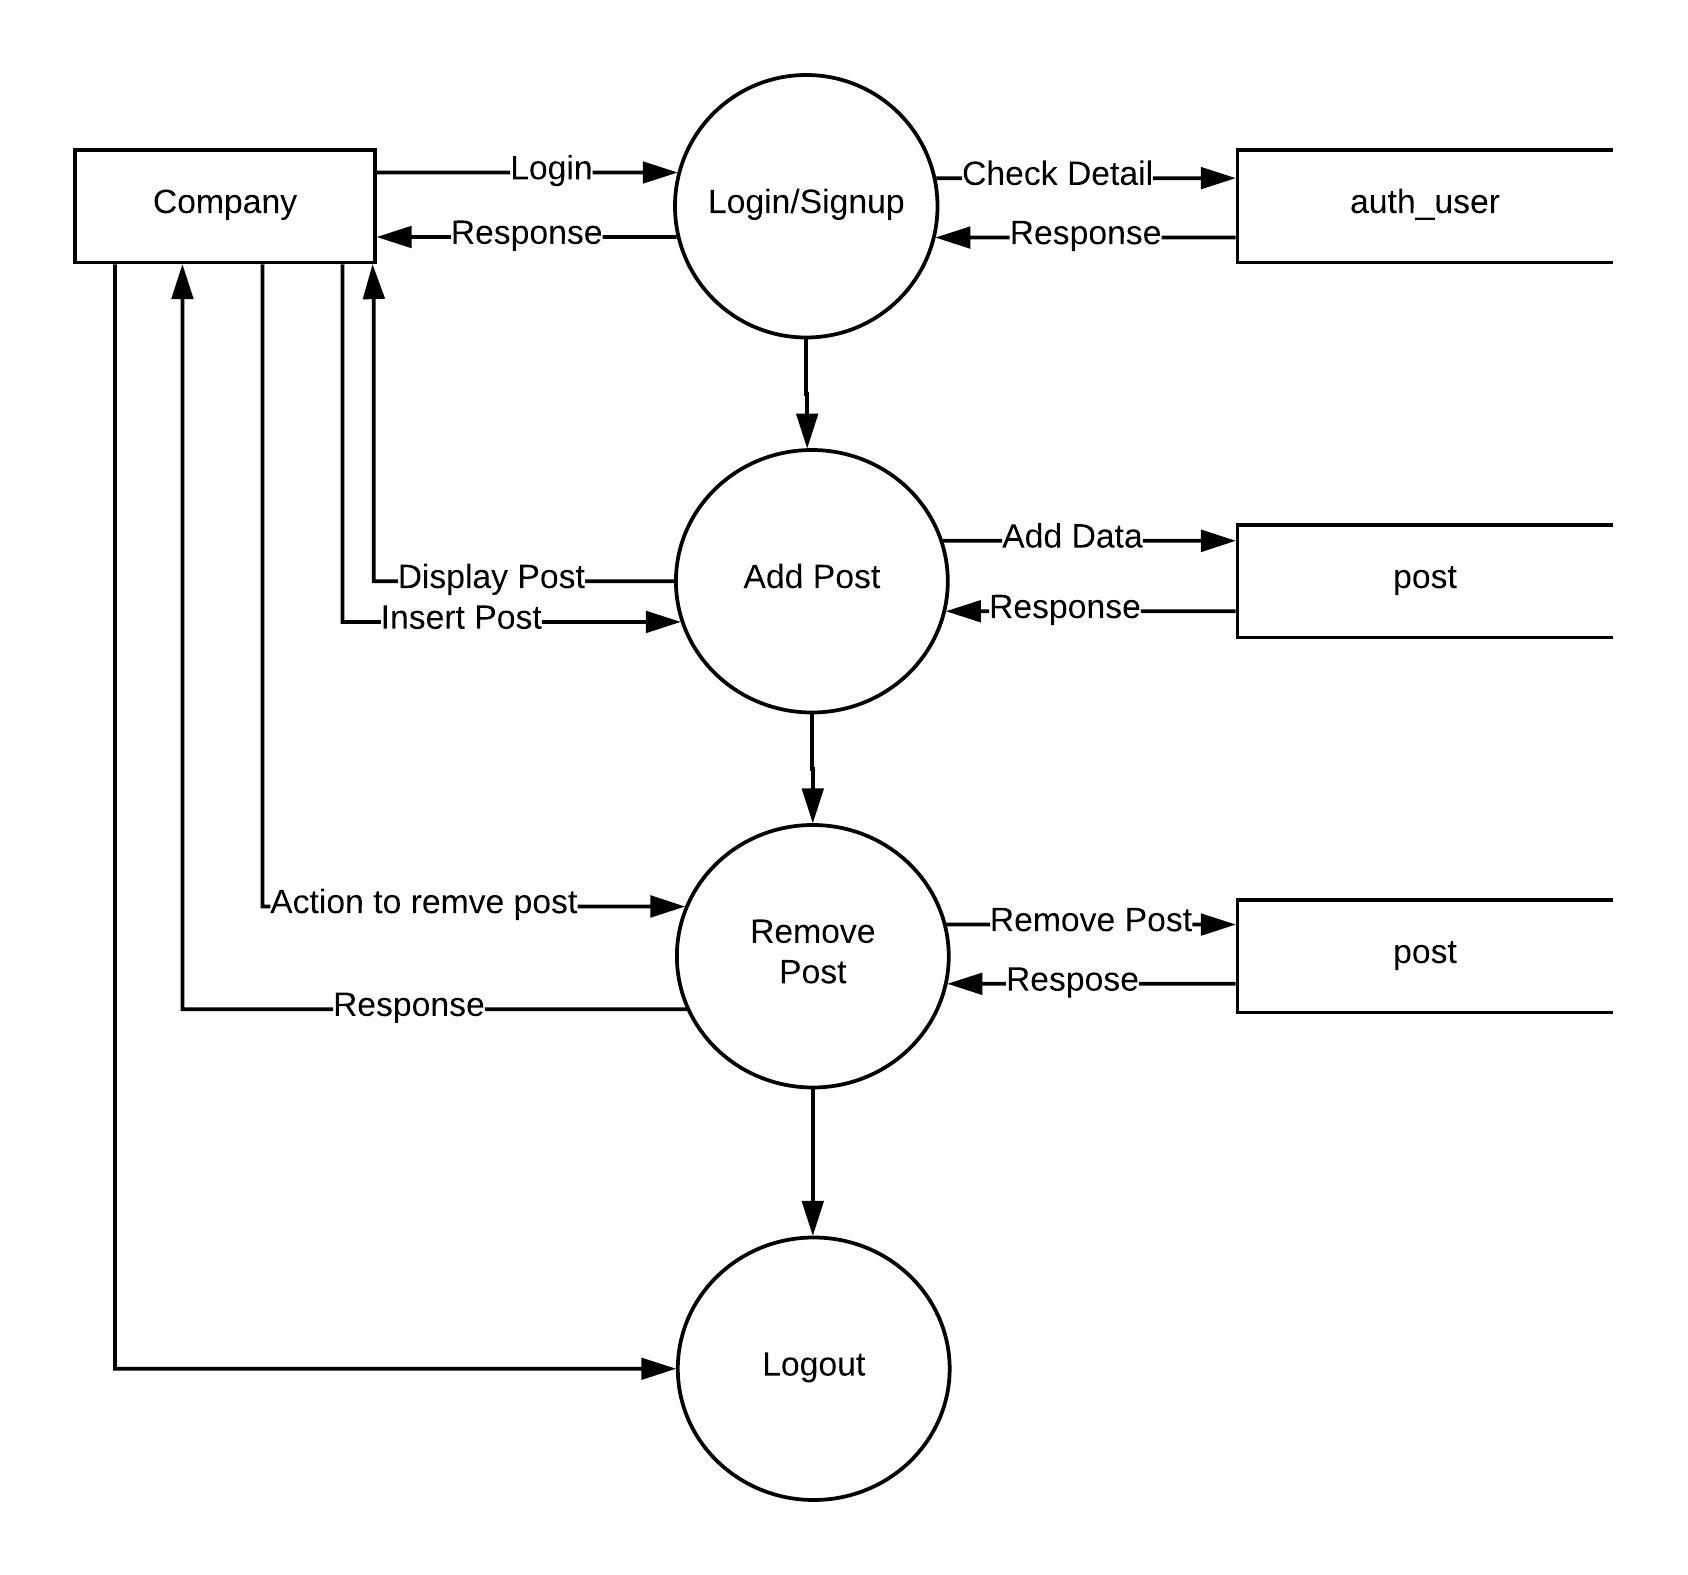 Company
Login
Response
Login/Signup
Check Detail
Response
auth_user
Display Post
Insert Post
Add Post
Add Data
Response
post
Action to remve post
Response
Remove
Post
Remove Post
Respose
post
Logout